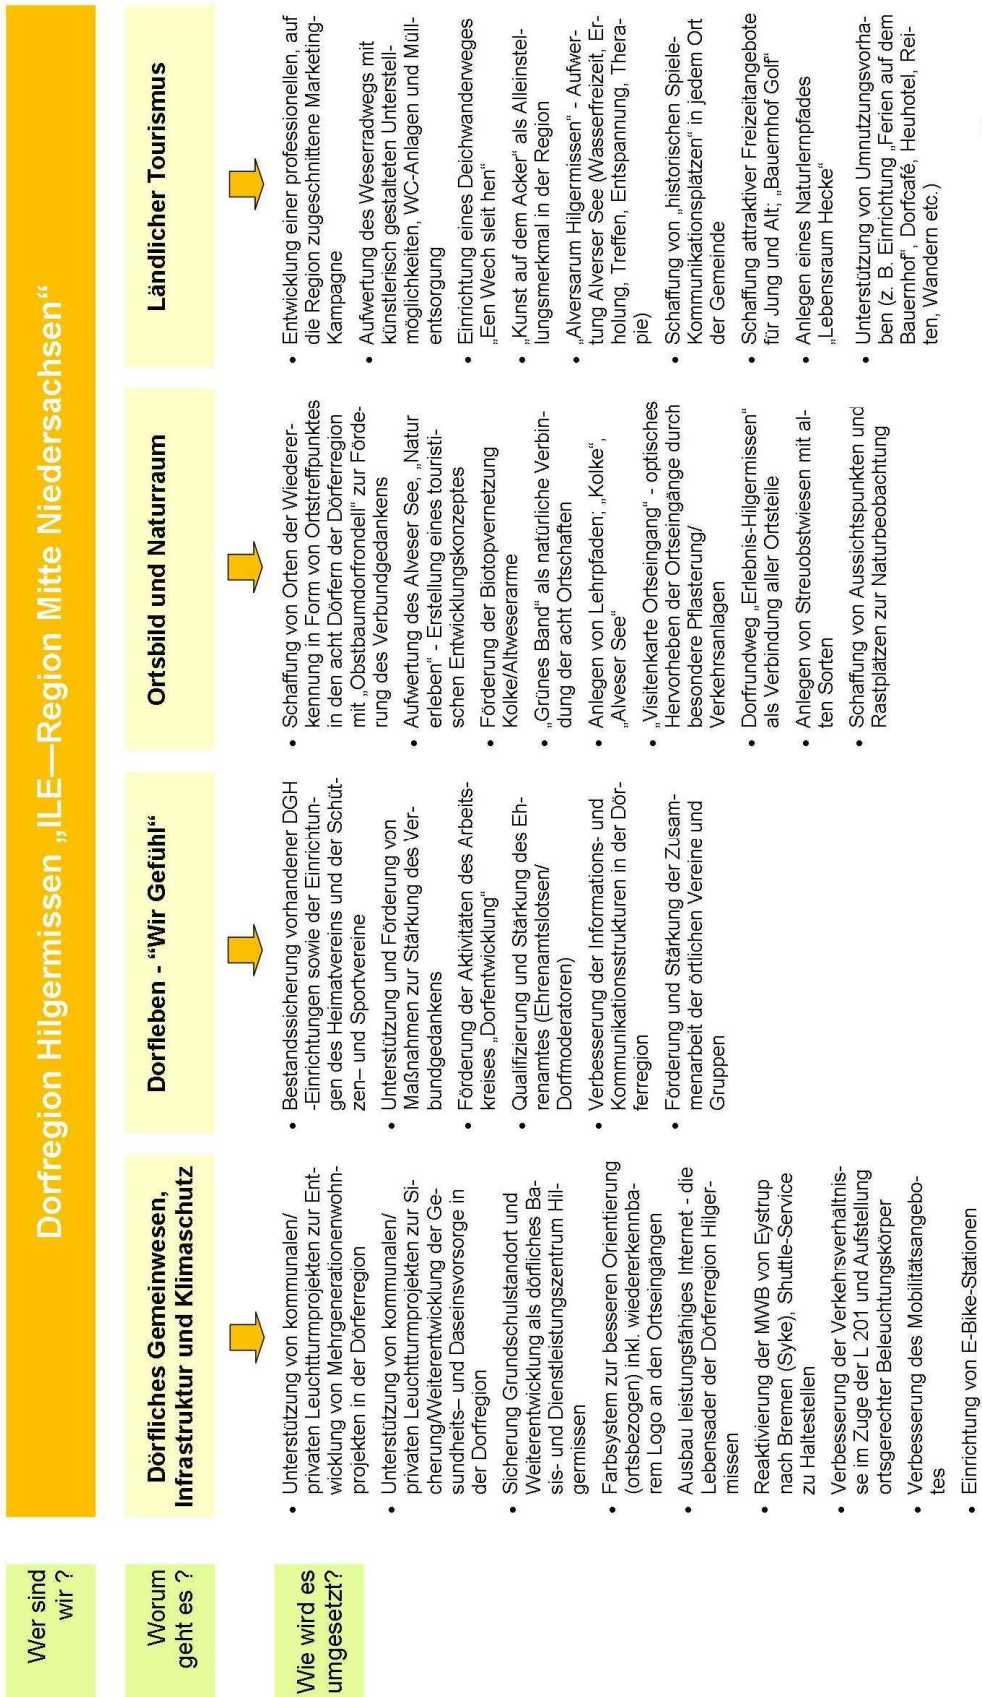 Wer sind
wir ?
Dorfregion Hilgermissen „ILE—Region Mitte Niedersachsen“
Worum
geht es ?
Dörfliches Gemeinwesen,
Infrastruktur und Klimaschutz
Dorfleben - “Wir Gefühl“
Ortsbild und Naturraum
Ländlicher Tourismus
Wie wird es
umgesetzt?
• Unterstützung von kommunalen/
privaten Leuchtturmprojekten zur Ent-
wicklung von Mehrgenerationenwohn-
projekten in der Dörferregion
• Unterstützung von kommunalen/
privaten Leuchtturmprojekten zur Si-
cherung/Weiterentwicklung der Ge-
sundheits– und Daseinsvorsorge in
der Dorfregion
• Sicherung Grundschulstandort und
Weiterentwicklung als dörfliches Ba-
sis- und Dienstleistungszentrum Hil-
germissen
• Farbsystem zur besseren Orientierung
(ortsbezogen) inkl. wiedererkennba-
rem Logo an den Ortseingängen
• Ausbau leistungsfähiges Internet - die
Lebensader der Dörferregion Hilger-
missen
• Reaktivierung der MWB von Eystrup
nach Bremen (Syke), Shuttle-Service
zu Haltestellen
• Verbesserung der Verkehrsverhältnis-
se im Zuge der L 201 und Aufstellung
ortsgerechter Beleuchtungskörper
• Verbesserung des Mobilitätsangebo-
tes
• Einrichtung von E-Bike-Stationen
• Bestandssicherung vorhandener DGH
-Einrichtungen sowie der Einrichtun-
gen des Heimatvereins und der Schüt-
zen– und Sportvereine
• Unterstützung und Förderung von
Maßnahmen zur Stärkung des Ver-
bundgedankens
• Förderung der Aktivitäten des Arbeits-
kreises „Dorfentwicklung“
• Qualifizierung und Stärkung des Eh-
renamtes (Ehrenamtslotsen/
Dorfmoderatoren)
• Verbesserung der Informations- und
Kommunikationsstrukturen in der Dör-
ferregion
• Förderung und Stärkung der Zusam-
menarbeit der örtlichen Vereine und
Gruppen
• Schaffung von Orten der Wiederer-
kennung in Form von Ortstreffpunktes
in den acht Dörfern der Dörferregion
mit „Obstbaumdorfrondell“ zur Förde-
rung des Verbundgedankens
• Aufwertung des Alveser See, „Natur
erleben“ - Erstellung eines touristi-
schen Entwicklungskonzeptes
• Förderung der Biotopvernetzung
Kolke/Altweserarme
• „Grünes Band“ als natürliche Verbin-
dung der acht Ortschaften
• Anlegen von Lehrpfaden; „Kolke“,
„Alveser See“
• „Visitenkarte Ortseingang“ - optisches
Hervorheben der Ortseingänge durch
besondere Pflasterung/
Verkehrsanlagen
• Dorfrundweg „Erlebnis-Hilgermissen“
als Verbindung aller Ortsteile
• Anlegen von Streuobstwiesen mit al-
ten Sorten
• Schaffung von Aussichtspunkten und
Rastplätzen zur Naturbeobachtung
• Entwicklung einer professionellen, auf
die Region zugeschnittene Marketing-
Kampagne
• Aufwertung des Weserradwegs mit
künstlerisch gestalteten Unterstell-
möglichkeiten, WC-Anlagen und Müll-
entsorgung
• Einrichtung eines Deichwanderweges
„Een Wech sleit hen“
• „Kunst auf dem Acke“ als Alleinstel-
lungsmerkmal in der Region
• „Alversarum Hilgermissen“ - Aufwer-
tung Alverser See (Wasserfreizeit, Er-
holung, Treffen, Entspannung, Thera-
pie)
• Schaffung von „historischen Spiele-
Kommunikationsplätzen“ in jedem Ort
der Gemeinde
• Schaffung attraktiver Freizeitangebote
für Jung und Alt; „Bauernhof Golf“
• Anlegen eines Naturlernpfades
„Lebensraum Hecke“
• Unterstützung von Umnutzungsvorha-
ben (z. B. Einrichtung „Ferien auf dem
Bauernhof“, Dorfcafé, Heuhotel, Rei-
ten, Wandern etc.)